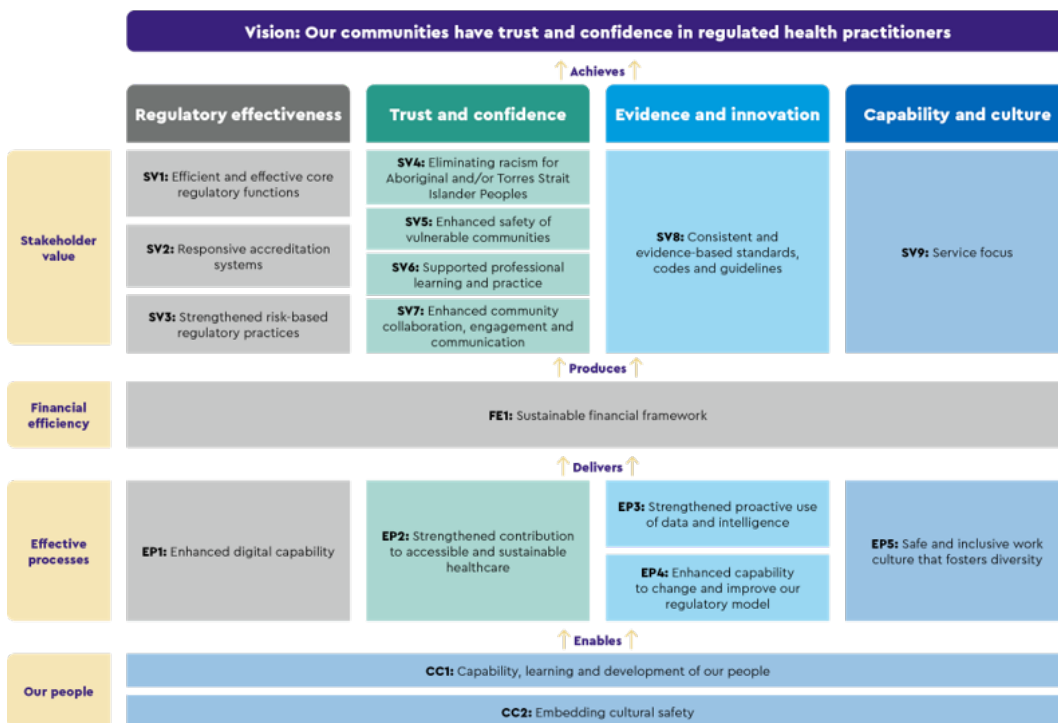 Vision: Our communities have trust and confidence in regulated health practitioners
Achieves
Regulatory effectiveness
Trust and confidence
Evidence and innovation
Capability and culture
Stakeholder
value
SV1: Efficient and effective core
regulatory functions
SV2: Responsive accreditation
systems
SV3: Strengthened risk-based
regulatory practices
SV4: Eliminating racism for
Aboriginal and/or Torres Strait
Islander Peoples
SV5: Enhanced safety of
vulnerable communities
SV6: Supported professional
learning and practice
SV7: Enhanced community
collaboration, engagement and
communication
SV8: Consistent and
evidence-based standards,
codes and guidelines
SV9: Service focus
Produces
Financial
efficiency
FE1: Sustainable financial framework
Delivers
Effective
processes
EP1: Enhanced digital capability
EP2: Strengthened contribution
to accessible and sustainable
healthcare
EP3: Strengthened proactive use
of data and intelligence
EP4: Enhanced capability
to change and improve our
regulatory model
EP5: Safe and inclusive work
culture that fosters diversity
Enables
Our people
CC1: Capability, learning and development of our people
CC2: Embedding cultural safety